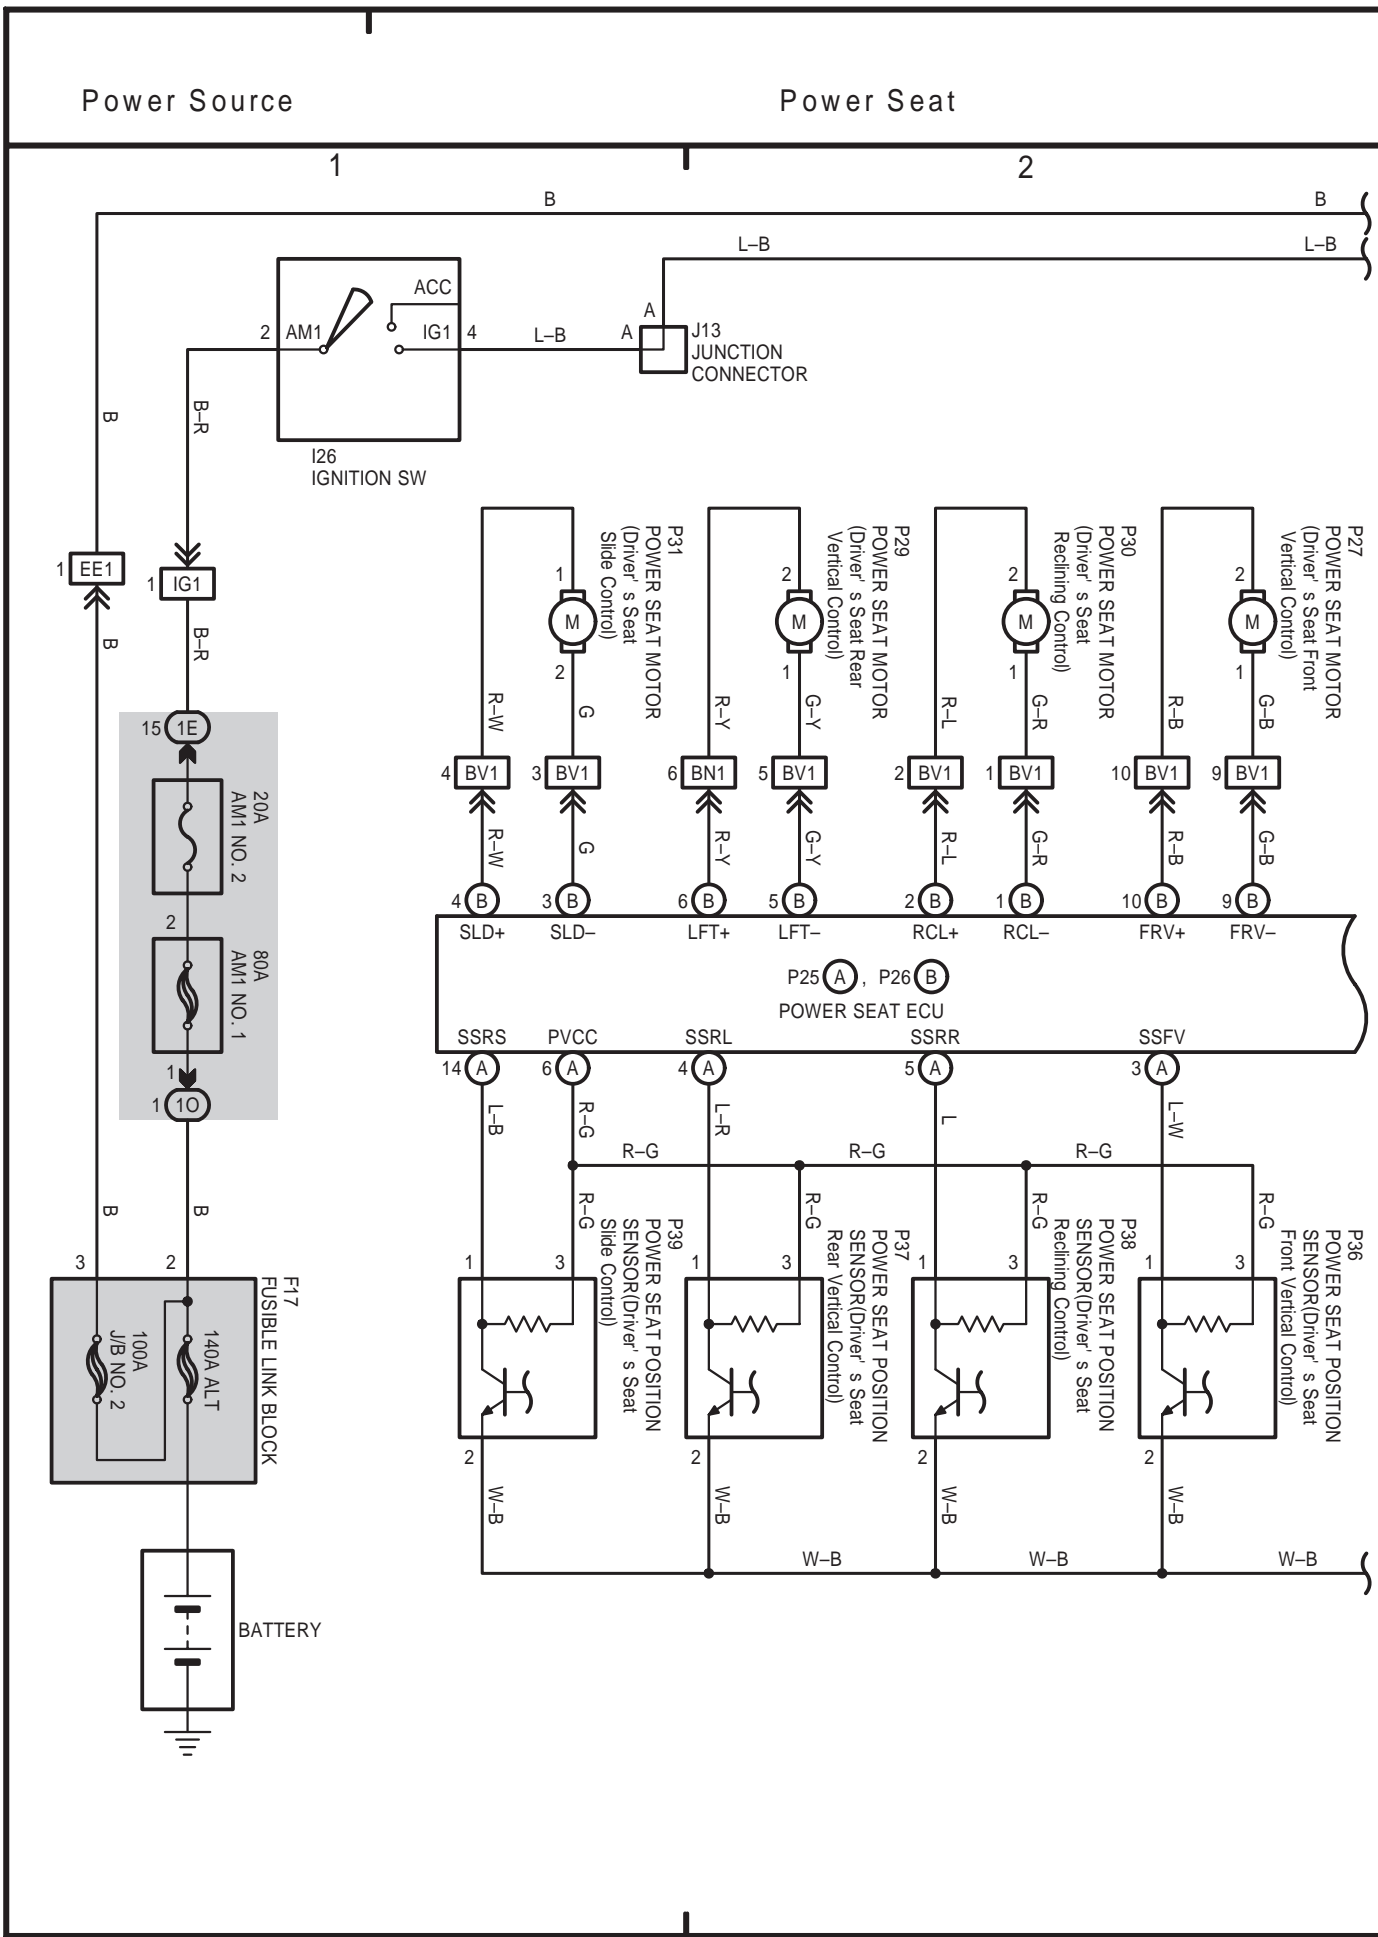 Power Source
Power Seat
1
2
B
B
L–B
L–B
ACC
2
AM1
IG1
4
L–B
A
A
J13
JUNCTION
CONNECTOR
I26
IGNITION SW
B
B–R
1
EE1
1
IG1
B
B–R
15
1E
20A
AM1 NO. 2
2
80A
AM1 NO. 1
1
1
1O
B
B
3
2
F17
FUSIBLE LINK BLOCK
140A ALT
100A
J/B NO. 2
BATTERY
P31
POWER SEAT MOTOR
(Driver' s Seat
Slide Control)
P29
POWER SEAT MOTOR
(Driver' s Seat Rear
Vertical Control)
P30
POWER SEAT MOTOR
(Driver' s Seat
Reclining Control)
P27
POWER SEAT MOTOR
(Driver' s Seat Front
Vertical Control)
1
2
2
2
M
M
M
M
2
1
1
1
R–W
G
R–Y
G–Y
R–L
G–R
R–B
G–B
4
BV1
3
BV1
6
BN1
5
BV1
2
BV1
1
BV1
10
BV1
9
BV1
R–W
G
R–Y
G–Y
R–L
G–R
R–B
G–B
4
B
3
B
6
B
5
B
2
B
1
B
10
B
9
B
SLD+
SLD–
LFT+
LFT–
RCL+
RCL–
FRV+
FRV–
P25 A , P26 B
POWER SEAT ECU
SSRS
PVCC
SSRL
SSRR
SSFV
14
A
6
A
4
A
5
A
3
A
L–B
R–G
L–R
L
L–W
R–G
R–G
R–G
R–G
R–G
R–G
R–G
P39
POWER SEAT POSITION
SENSOR(Driver' s Seat
Slide Control)
P37
POWER SEAT POSITION
SENSOR(Driver' s Seat
Rear Vertical Control)
P38
POWER SEAT POSITION
SENSOR(Driver' s Seat
Reclining Control)
P36
POWER SEAT POSITION
SENSOR(Driver' s Seat
Front Vertical Control)
1
3
1
3
1
3
1
3
2
2
2
2
W–B
W–B
W–B
W–B
W–B
W–B
W–B